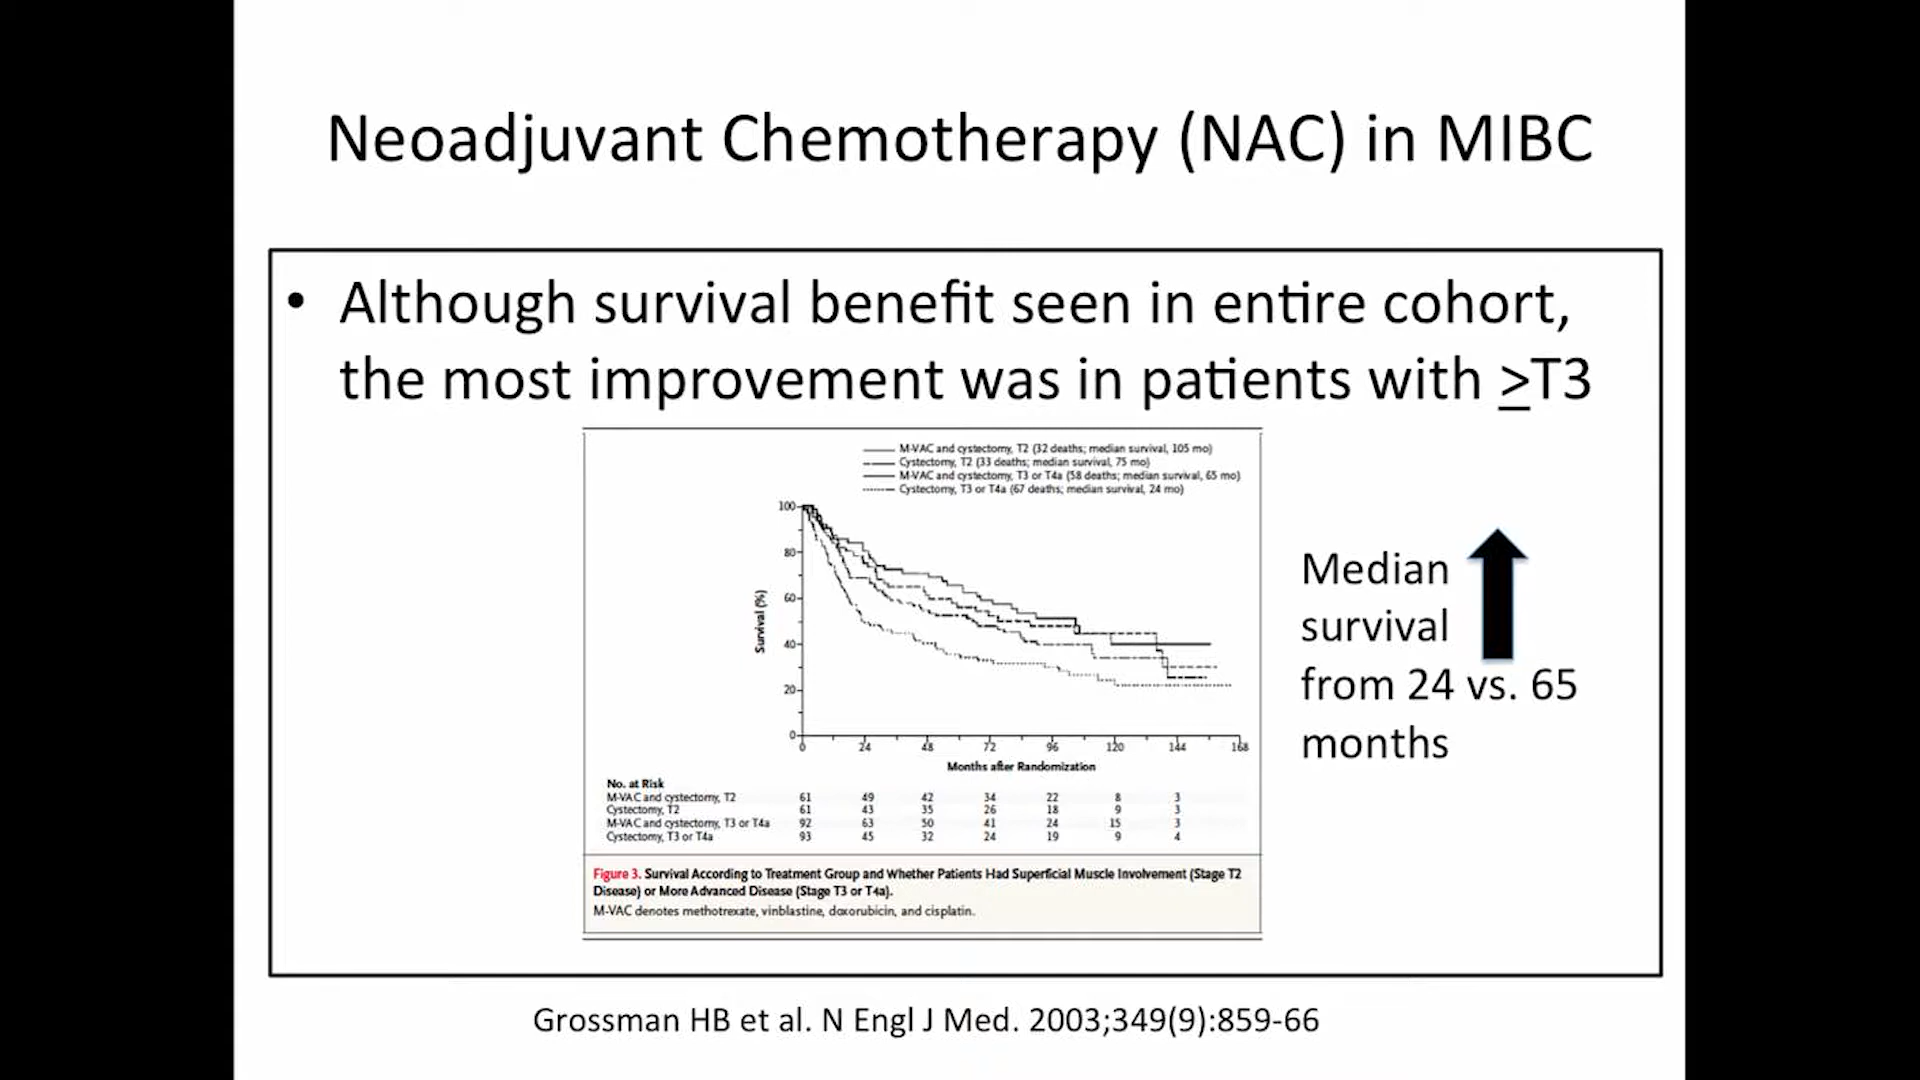 Neoadjuvant Chemotherapy (NAC) in MIBC
• Although survival benefit seen in entire cohort,
the most improvement was in patients with ≥T3
M-VAC and cystectomy, T2 (32 deaths; median survival, 105 mo)
Cystectomy, T2 (33 deaths; median survival, 75 mo)
M-VAC and cystectomy, T3 or T4a (58 deaths; median survival, 65 mo)
Cystectomy, T3 or T4a (67 deaths; median survival, 24 mo)
100
80
60
40
20
0
Survival (%)
0 24 48 72 96 120 144 168
Months after Randomization
No. at Risk
M-VAC and cystectomy, T2 61 49 42 34 22 8 3
Cystectomy, T2 61 43 35 26 18 9 3
M-VAC and cystectomy, T3 or T4a 92 63 50 41 24 15 3
Cystectomy, T3 or T4a 93 45 32 24 19 9 4
Figure 3. Survival According to Treatment Group and Whether Patients Had Superficial Muscle Involvement (Stage T2
Disease) or More Advanced Disease (Stage T3 or T4a).
M-VAC denotes methotrexate, vinblastine, doxorubicin, and cisplatin.
Median
survival
from 24 vs. 65
months
Grossman HB et al. N Engl J Med. 2003;349(9):859-66